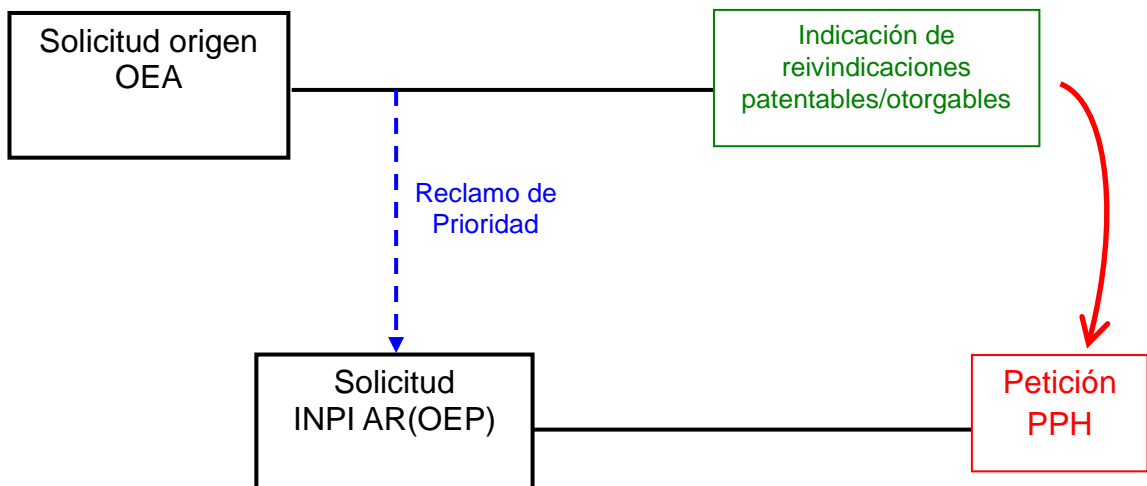 Solicitud origen
OEA
Indicación de
reivindicaciones
patentables/otorgables
Reclamo de
Prioridad
Solicitud
INPI AR(OEP)
Petición
PPH